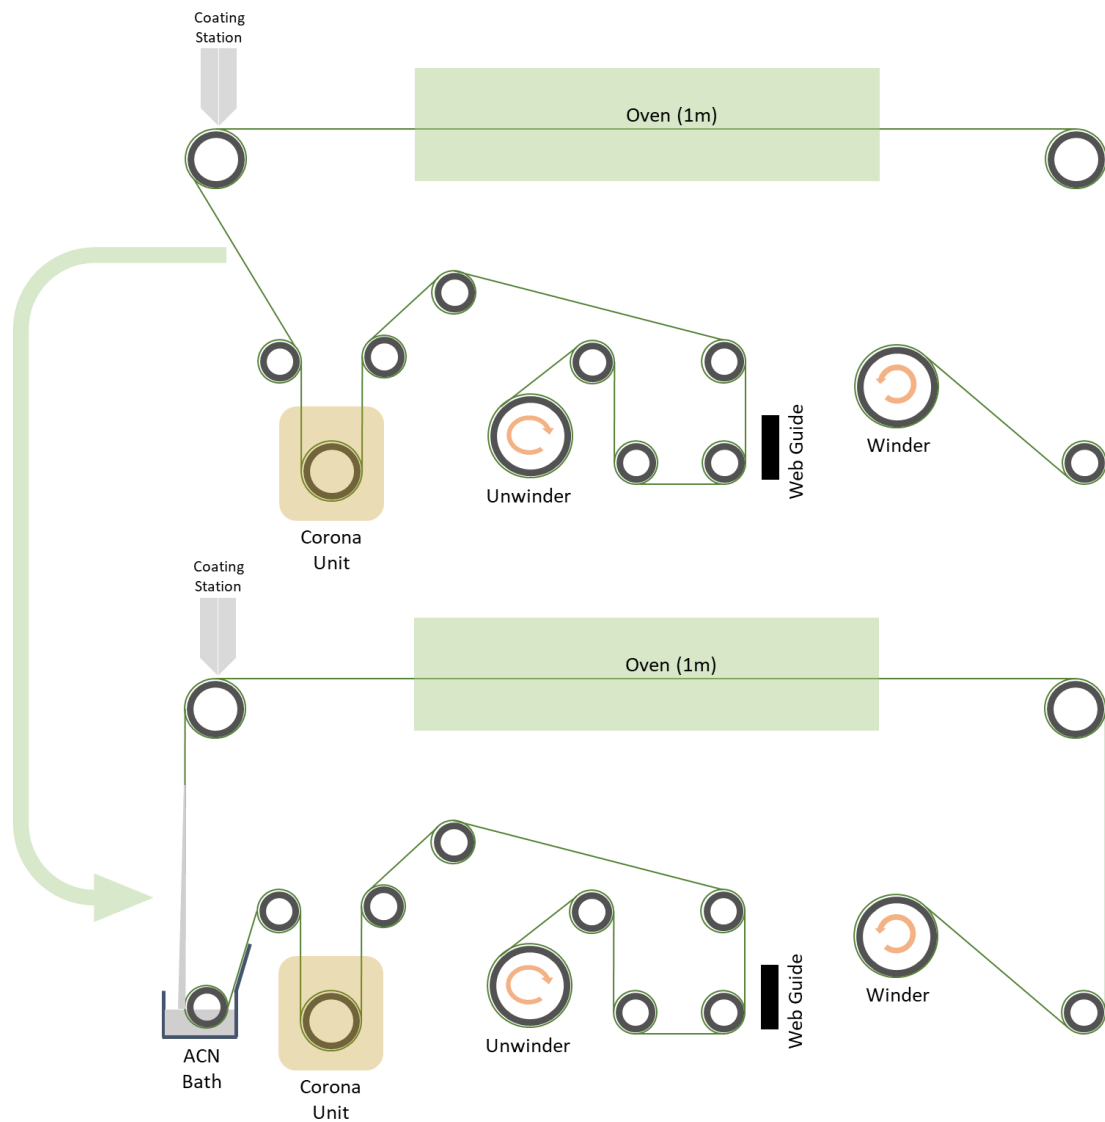 Coating
Station
Oven (1m)
Web Guide
Winder
Unwinder
Corona
Unit
Coating
Station
Oven (1m)
Web Guide
Winder
Unwinder
ACN
Bath
Corona
Unit